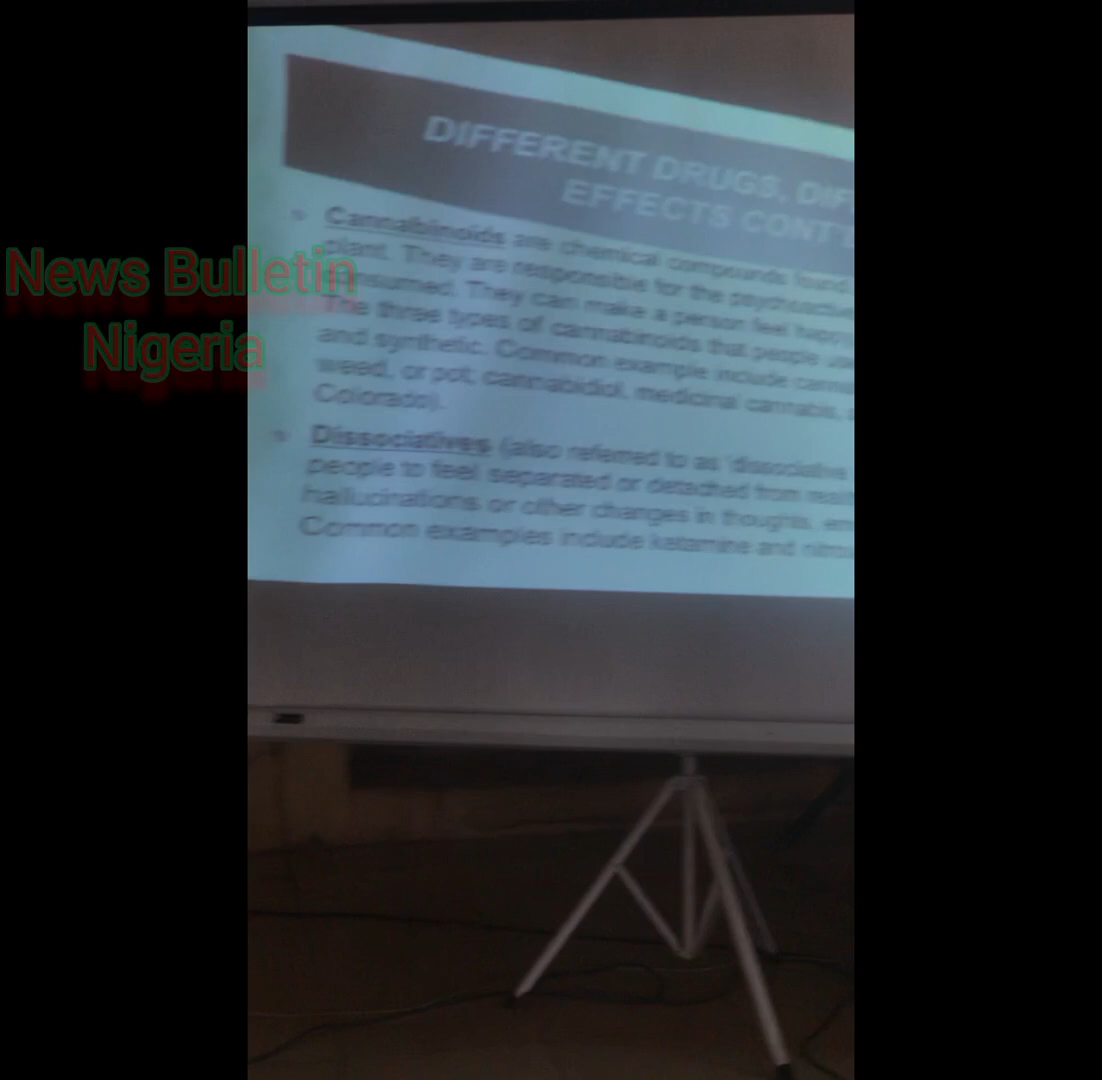 News Bulletin
Nigeria
DIFFERENT DRUGS, DIF
EFFECTS CONT'D
Cannabinoids are chemical compounds found
plant. They are responsible for the psychoactive
consumed. They can make a person feel happy
The three types of cannabinoids that people use
and synthetic. Common example include
weed, or pot; cannabidiol, medicinal cannabis,
Colorado).
Dissociatives (also referred to as 'dissociative
people to feel separated or detached from
hallucinations or other changes in thoughts,
Common examples include ketamine and